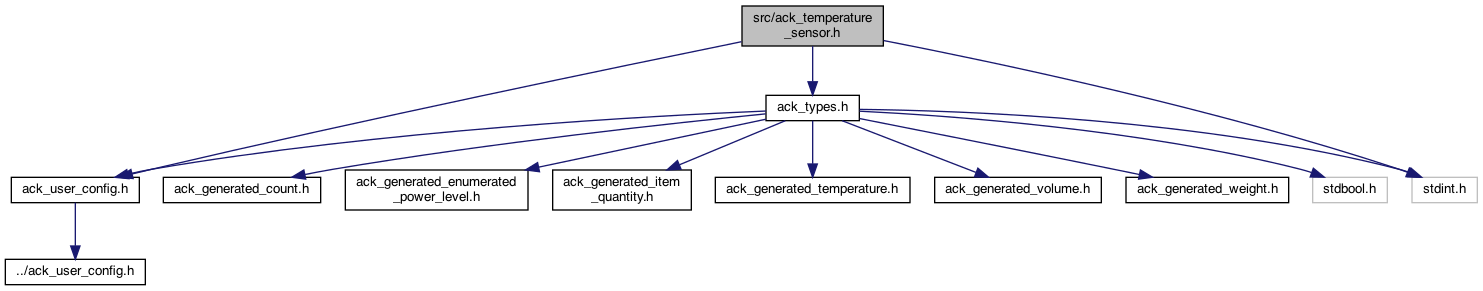 src/ack_temperature
_sensor.h
ack_types.h
ack_user_config.h
ack_generated_count.h
ack_generated_enumerated
_power_level.h
ack_generated_item
_quantity.h
ack_generated_temperature.h
ack_generated_volume.h
ack_generated_weight.h
stdbool.h
stdint.h
../ack_user_config.h